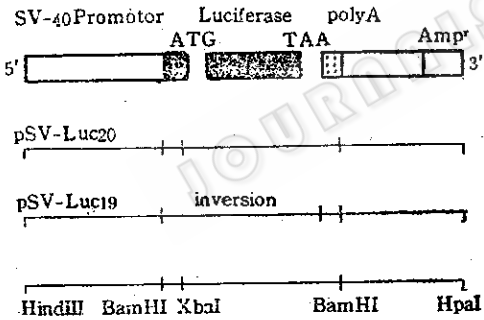 SV-40Promotor Luciferase polyA
ATG TAA Ampr
5' 3'
pSV-Luc20
pSV-Luc19 inversion
HindIII BamHI XbaI BamHI HpaI